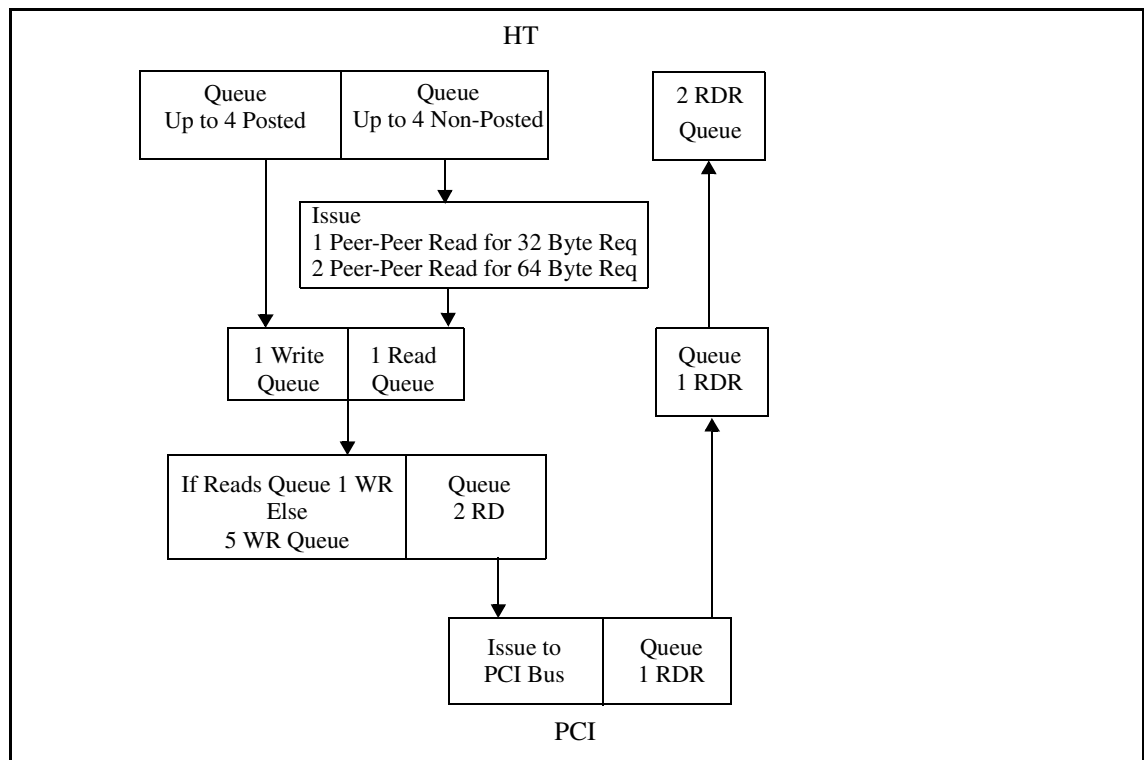 HT
Queue
Up to 4 Posted
Queue
Up to 4 Non-Posted
2 RDR
Queue
Issue
1 Peer-Peer Read for 32 Byte Req
2 Peer-Peer Read for 64 Byte Req
1 Write
Queue
1 Read
Queue
Queue
1 RDR
If Reads Queue 1 WR
Else
5 WR Queue
Queue
2 RD
Issue to
PCI Bus
Queue
1 RDR
PCI